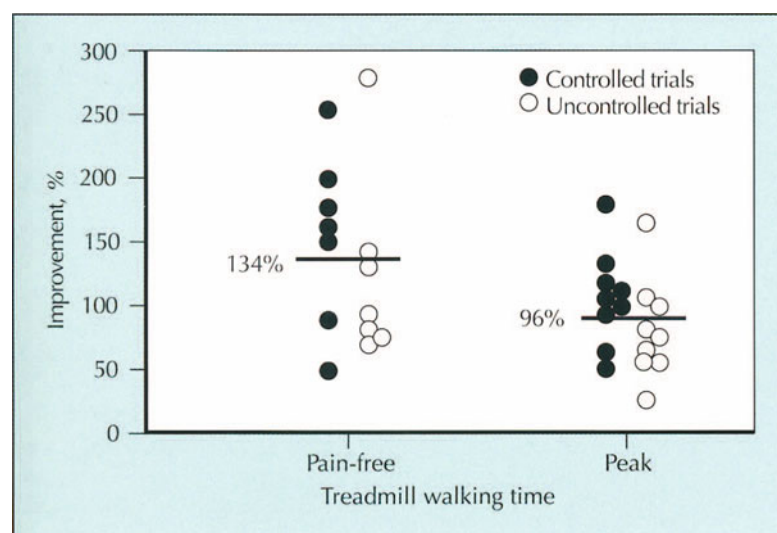 300
250
200
150
100
50
0
Improvement, %
Controlled trials
Uncontrolled trials
134%
96%
Pain-free
Peak
Treadmill walking time